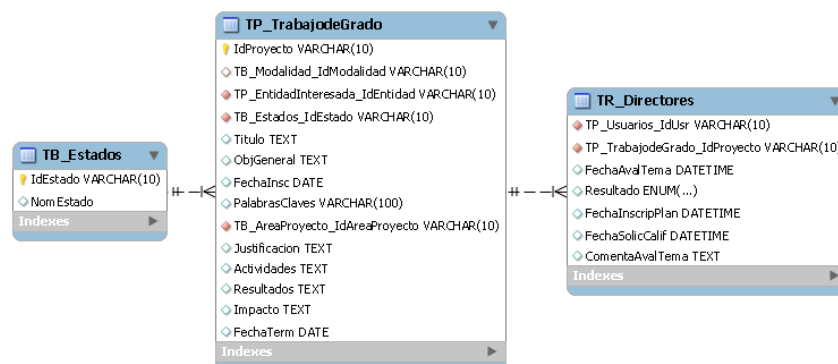 TB_Estados
IdEstado VARCHAR(10)
NomEstado
Indexes
TP_TrabajodeGrado
IdProyecto VARCHAR(10)
TB_Modalidad_IdModalidad VARCHAR(10)
TP_EntidadInteresada_IdEntidad VARCHAR(10)
TB_Estados_IdEstado VARCHAR(10)
Titulo TEXT
ObjGeneral TEXT
FechaInsc DATE
PalabrasClaves VARCHAR(100)
TB_AreaProyecto_IdAreaProyecto VARCHAR(10)
Justificacion TEXT
Actividades TEXT
Resultados TEXT
Impacto TEXT
FechaTerm DATE
Indexes
TR_Directores
TP_Usuarios_IdUsr VARCHAR(10)
TP_TrabajodeGrado_IdProyecto VARCHAR(10)
FechaAvalTema DATETIME
Resultado ENUM(...)
FechaInscripPlan DATETIME
FechaSolicCalif DATETIME
ComentaAvalTema TEXT
Indexes